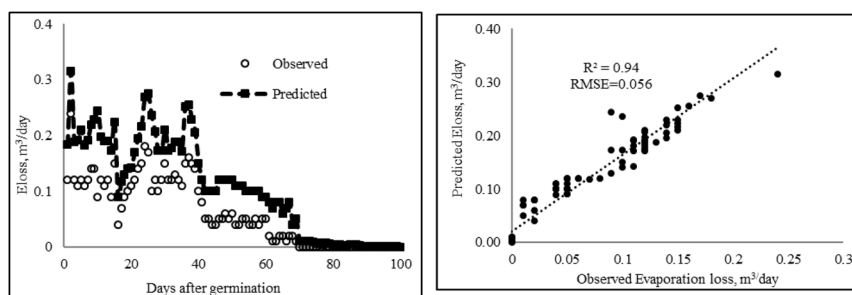 0.4
0.3
0.2
0.1
0
Eloss, m³/day
Observed
Predicted
0 20 40 60 80 100
Days after germination
0.40
0.30
0.20
0.10
0.00
Predicted Eloss, m³/day
R² = 0.94
RMSE=0.056
0 0.05 0.1 0.15 0.2 0.25 0.3
Observed Evaporation loss, m³/day